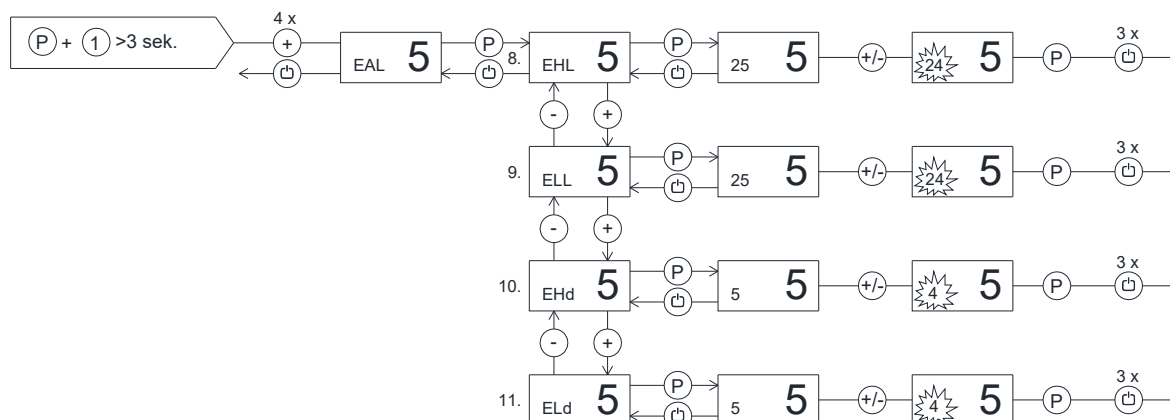 4 x
P + 1 >3 sek.
+
EAL 5
P
8.
EHL 5
P
25 5
+/-
24 5
P
3 x
- +
9.
ELL 5
P
25 5
+/-
24 5
P
3 x
- +
10.
EHd 5
P
5 5
+/-
4 5
P
3 x
- +
11.
ELd 5
P
5 5
+/-
4 5
P
3 x